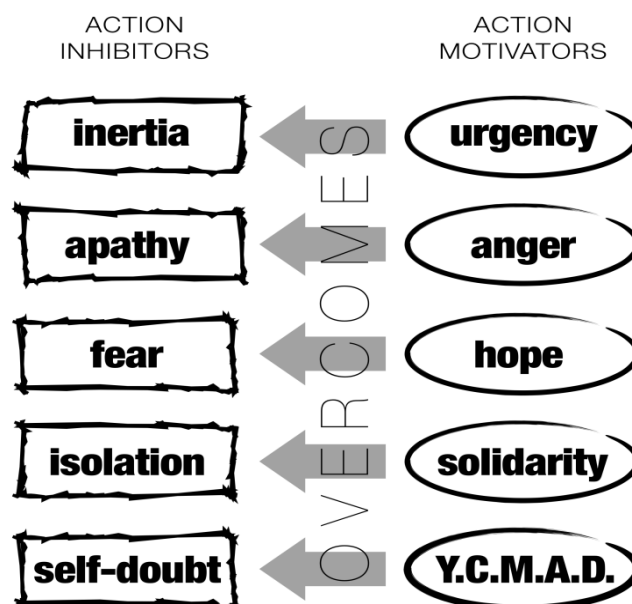 ACTION
INHIBITORS
ACTION
MOTIVATORS
inertia
urgency
apathy
anger
fear
hope
isolation
solidarity
self-doubt
Y.C.M.A.D.
OVERCOMES